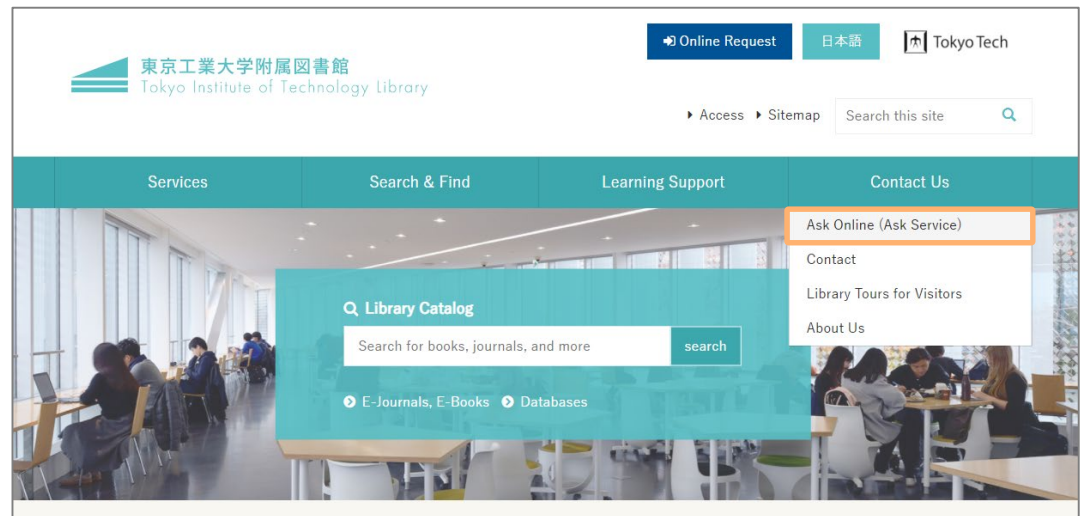 Online Request
日本語
Tokyo Tech
東京工業大学附属図書館
Tokyo Institute of Technology Library
Access
Sitemap
Search this site
Services
Search & Find
Learning Support
Contact Us
Ask Online (Ask Service)
Contact
Library Tours for Visitors
About Us
Library Catalog
Search for books, journals, and more
search
E-Journals, E-Books
Databases